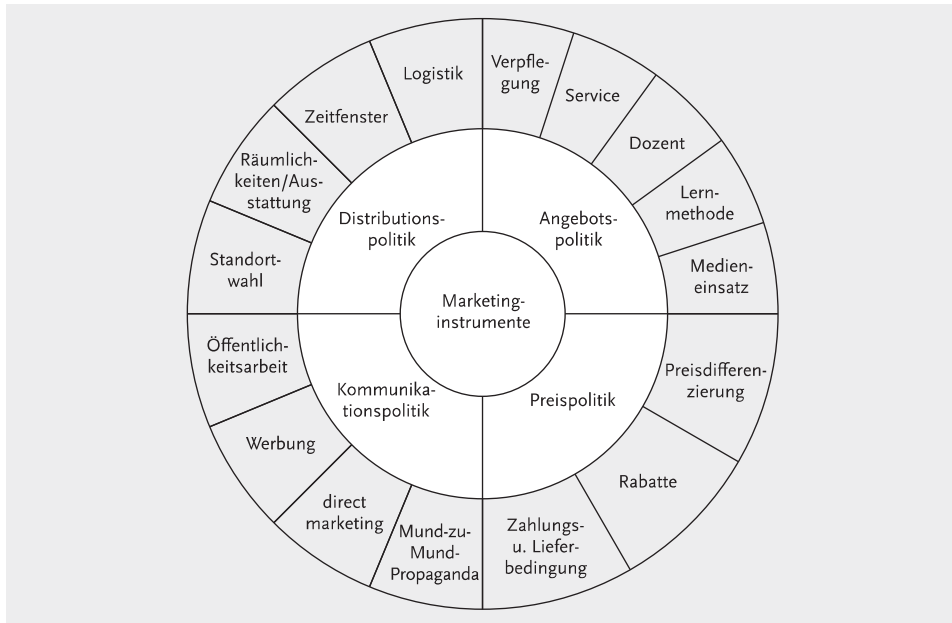 Logistik
Verpfle-
gung
Service
Zeitfenster
Dozent
Räumlich-
keiten/Aus-
stattung
Lern-
methode
Distributions-
politik
Angebots-
politik
Standort-
wahl
Medien-
einsatz
Marketing-
instrumente
Öffentlich-
keitsarbeit
Preisdifferen-
zierung
Kommunika-
tionspolitik
Preispolitik
Werbung
Rabatte
direct
marketing
Mund-zu-
Mund-
Propaganda
Zahlungs-
u. Liefer-
bedingung